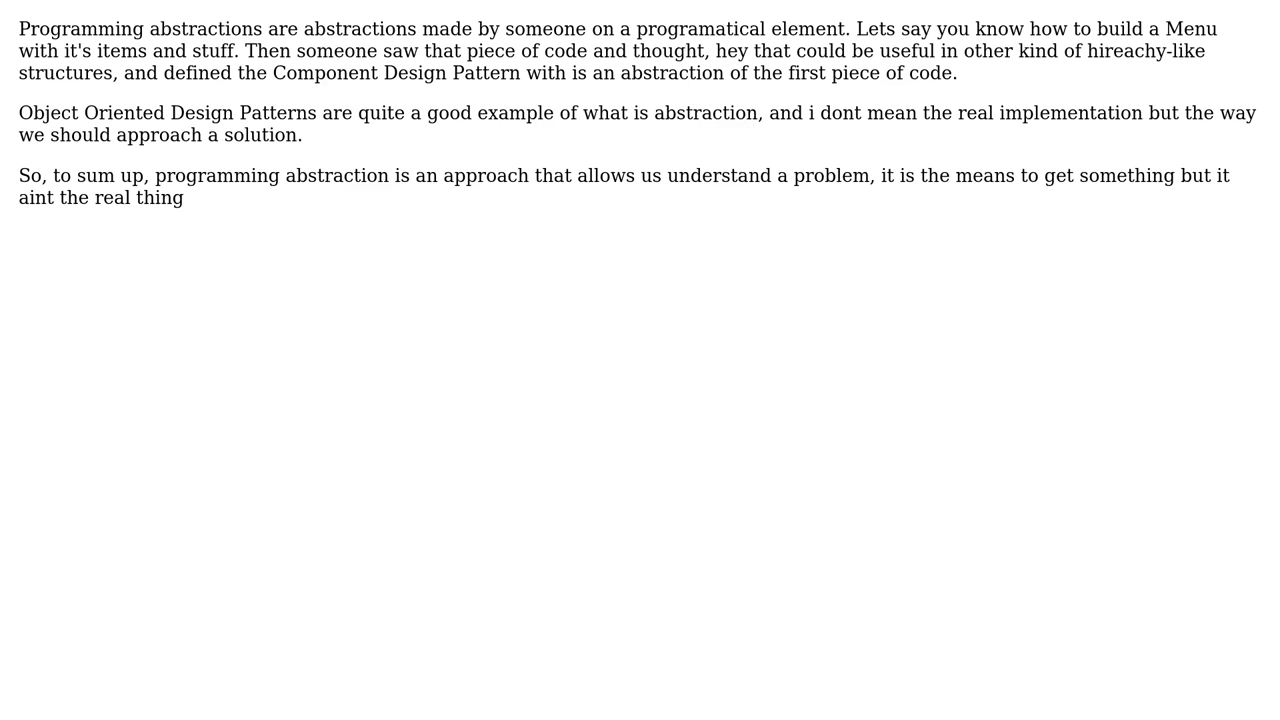 Programming abstractions are abstractions made by someone on a programatical element. Lets say you know how to build a Menu
with it's items and stuff. Then someone saw that piece of code and thought, hey that could be useful in other kind of hireachy-like
structures, and defined the Component Design Pattern with is an abstraction of the first piece of code.
Object Oriented Design Patterns are quite a good example of what is abstraction, and i dont mean the real implementation but the way
we should approach a solution.
So, to sum up, programming abstraction is an approach that allows us understand a problem, it is the means to get something but it
aint the real thing